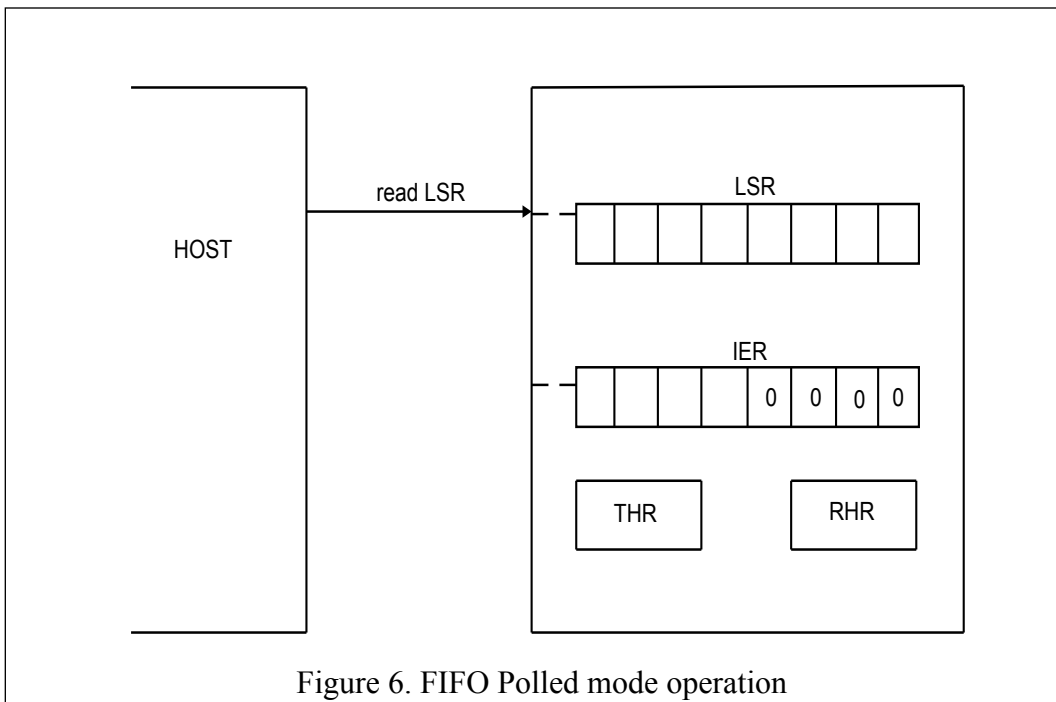 read LSR
LSR
HOST
IER
0 0 0 0
THR RHR
Figure 6. FIFO Polled mode operation